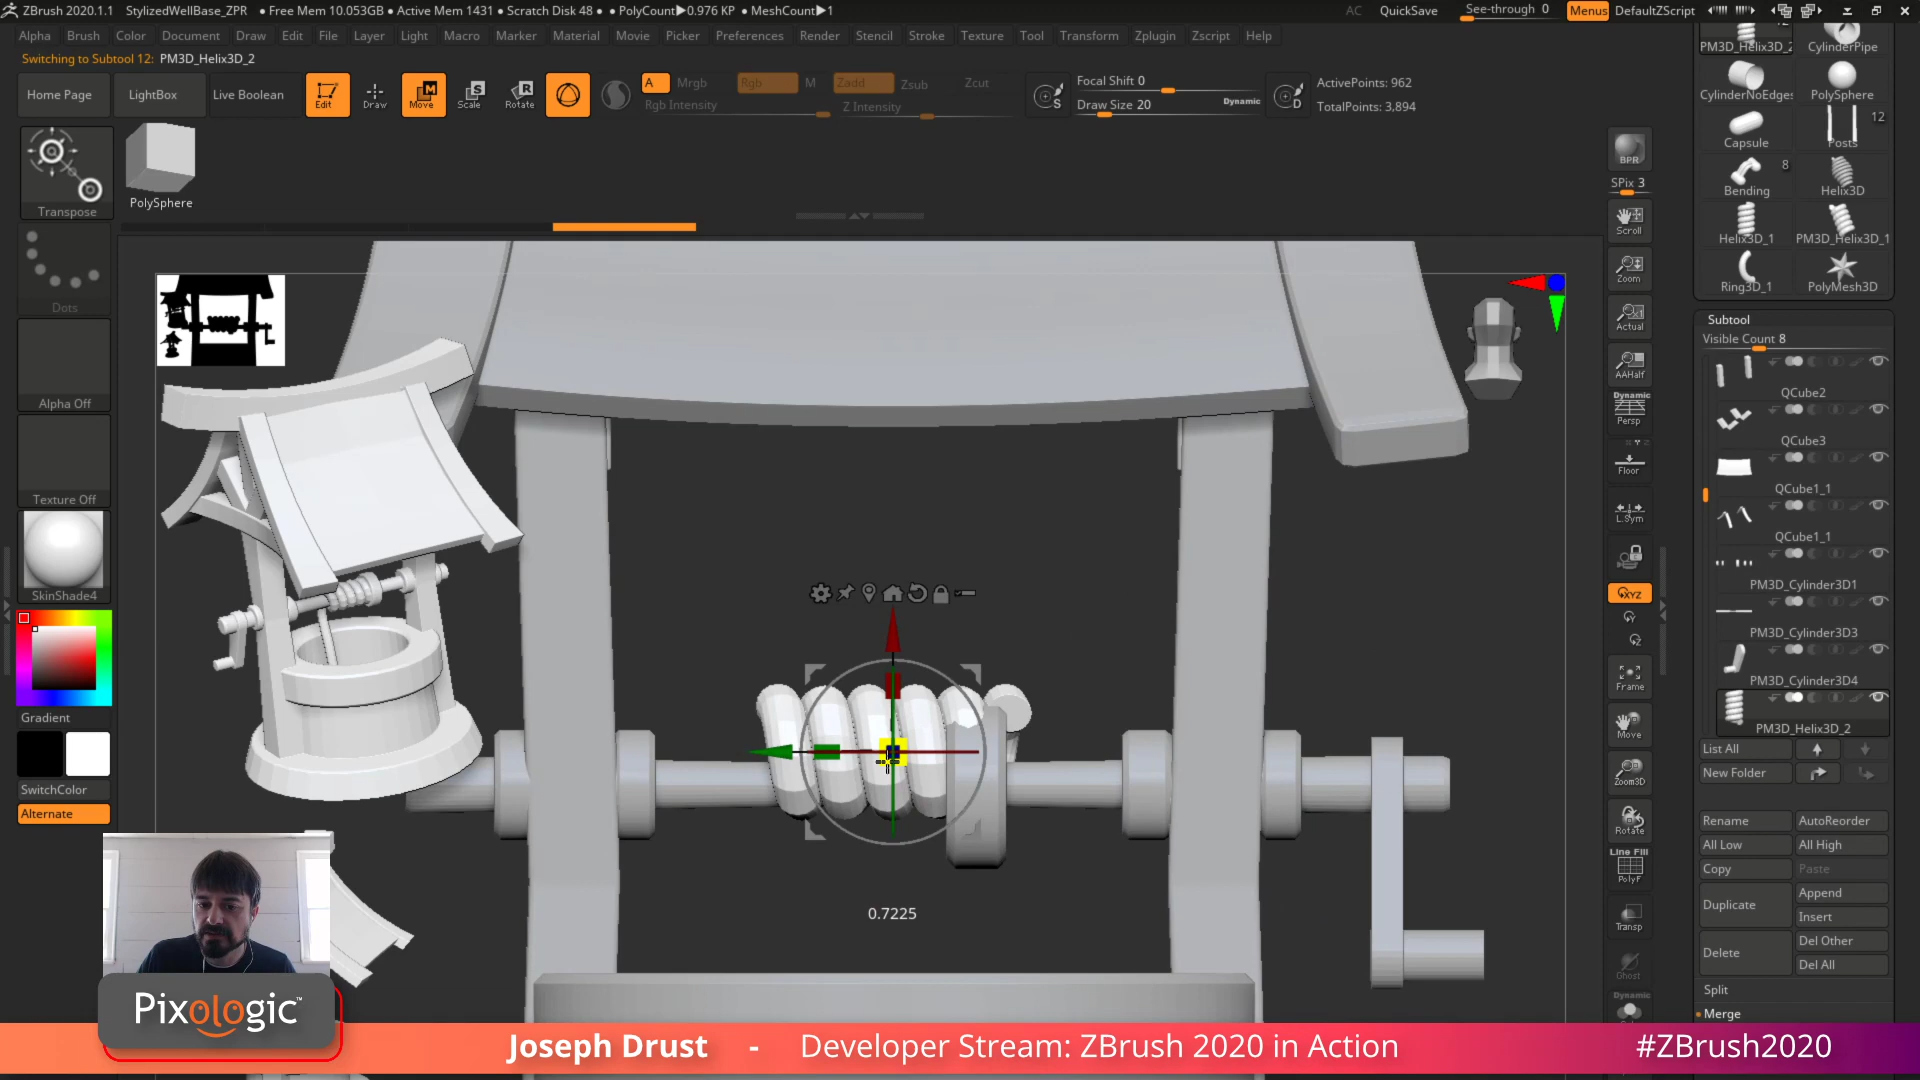 ZBrush 2020.1.1 StylizedWellBase_ZPR • Free Mem 10.053GB • Active Mem 1431 • Scratch Disk 48 • • PolyCount▶0.976 KP • MeshCount▶1
AC QuickSave See-through 0 Menus DefaultZScript
Alpha Brush Color Document Draw Edit File Layer Light Macro Marker Material Movie Picker Preferences Render Stencil Stroke Texture Tool Transform Zplugin Zscript Help
Switching to Subtool 12: PM3D_Helix3D_2
Home Page LightBox Live Boolean Edit Draw Move Scale Rotate
A Mrgb Rgb M Zadd Zsub Zcut
Rgb Intensity Z Intensity
Focal Shift 0
Draw Size 20 Dynamic
ActivePoints: 962
TotalPoints: 3,894
Transpose
PolySphere
Dots
Alpha Off
Texture Off
SkinShade4
Gradient
SwitchColor
Alternate
BPR
SPix 3
Scroll
Zoom
Actual
AAHalf
Dynamic
Persp
Floor
L.Sym
XYZ
Frame
Move
Zoom3D
Rotate
Line Fill
PolyF
Transp
Ghost
Dynamic
PM3D_Helix3D_2 CylinderPipe
CylinderNoEdges PolySphere
12
Capsule Posts
8
Bending Helix3D
Helix3D_1 PM3D_Helix3D_1
Ring3D_1 PolyMesh3D
Subtool
Visible Count 8
QCube2
QCube3
QCube1_1
QCube1_1
PM3D_Cylinder3D1
PM3D_Cylinder3D3
PM3D_Cylinder3D4
PM3D_Helix3D_2
List All
New Folder
Rename AutoReorder
All Low All High
Copy Paste
Duplicate Append
Insert
Delete Del Other
Del All
Split
Merge
0.7225
Pixologic™
Joseph Drust - Developer Stream: ZBrush 2020 in Action #ZBrush2020